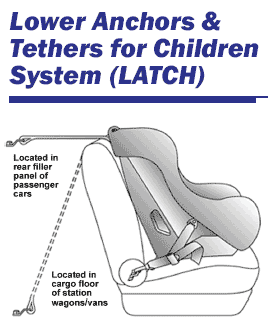 Lower Anchors &
Tethers for Children
System (LATCH)
Located in
rear filler
panel of
passenger
cars
Located in
cargo floor
of station
wagons/vans